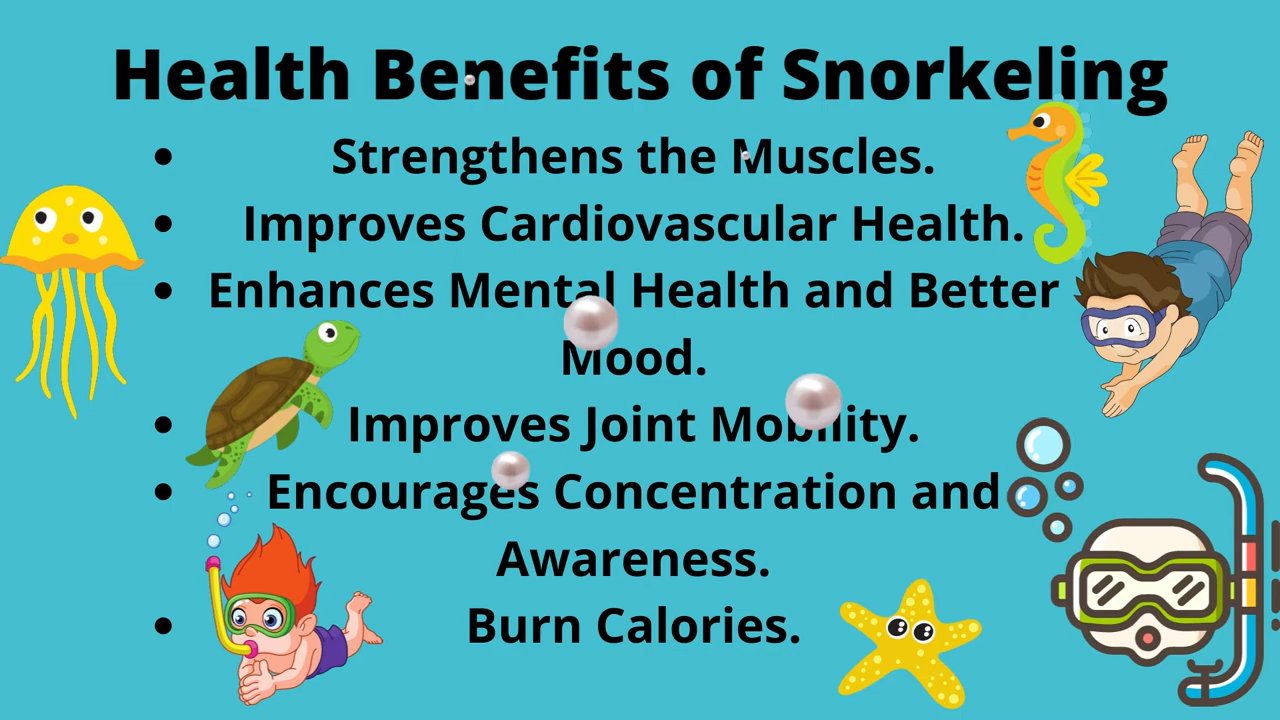 Health Benefits of Snorkeling
• Strengthens the Muscles.
• Improves Cardiovascular Health.
• Enhances Mental Health and Better
Mood.
• Improves Joint Mobility.
• Encourages Concentration and
Awareness.
• Burn Calories.